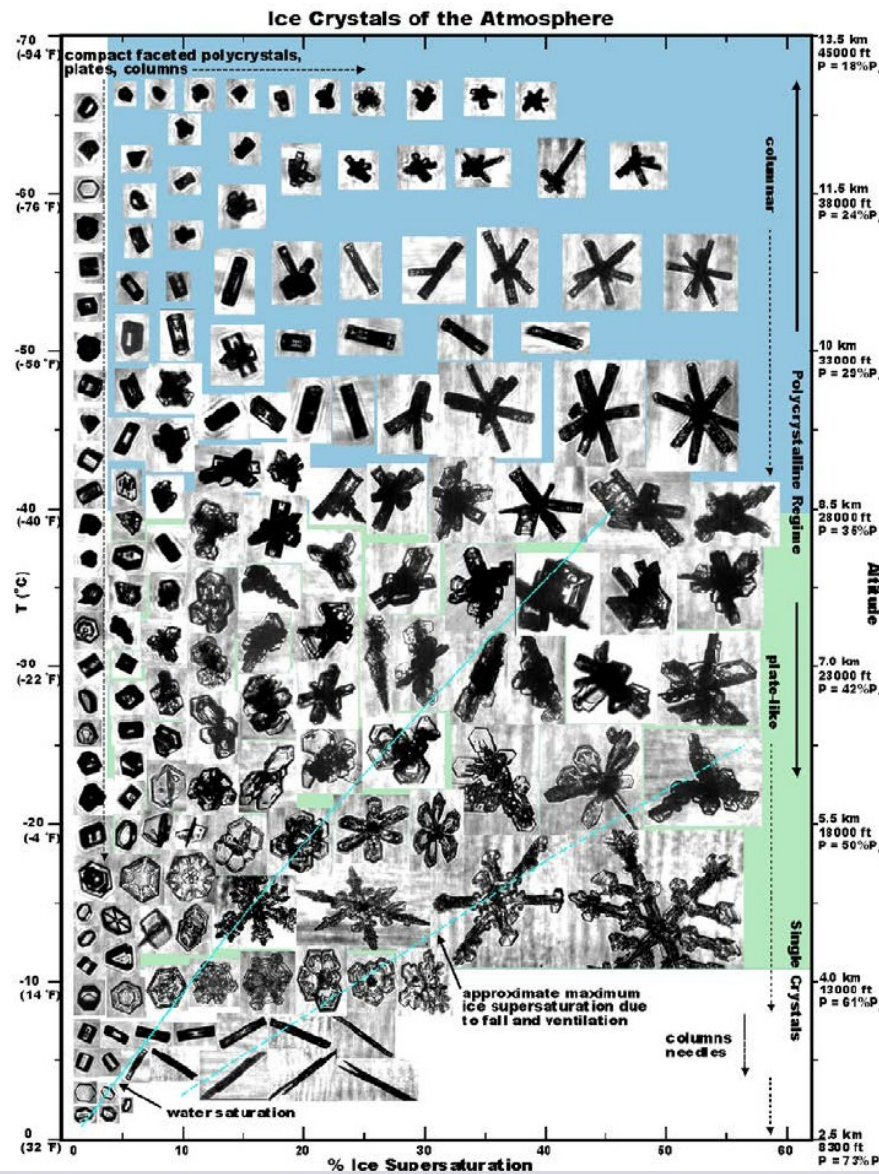 Ice Crystals of the Atmosphere
-70
(-94 °F)
compact faceted polycrystals,
plates, columns
13.5 km
45000 ft
P = 18%P
columnar
-60
(-76 °F)
11.5 km
38000 ft
P = 24%P
-50
(-58 °F)
10 km
33000 ft
P = 29%P
Polycrystalline Regime
-40
(-40 °F)
8.5 km
28000 ft
P = 35%P
T (°C)
Altitude
-30
(-22 °F)
7.0 km
23000 ft
P = 42%P
plate-like
-20
(-4 °F)
5.5 km
18000 ft
P = 50%P
Single Crystals
-10
(14 °F)
4.0 km
13000 ft
P = 61%P
approximate maximum
ice supersaturation due
to fall and ventilation
columns
needles
water saturation
0
(32 °F)
2.5 km
8300 ft
P = 73%P
0 10 20 30 40 50 60
% Ice Supersaturation